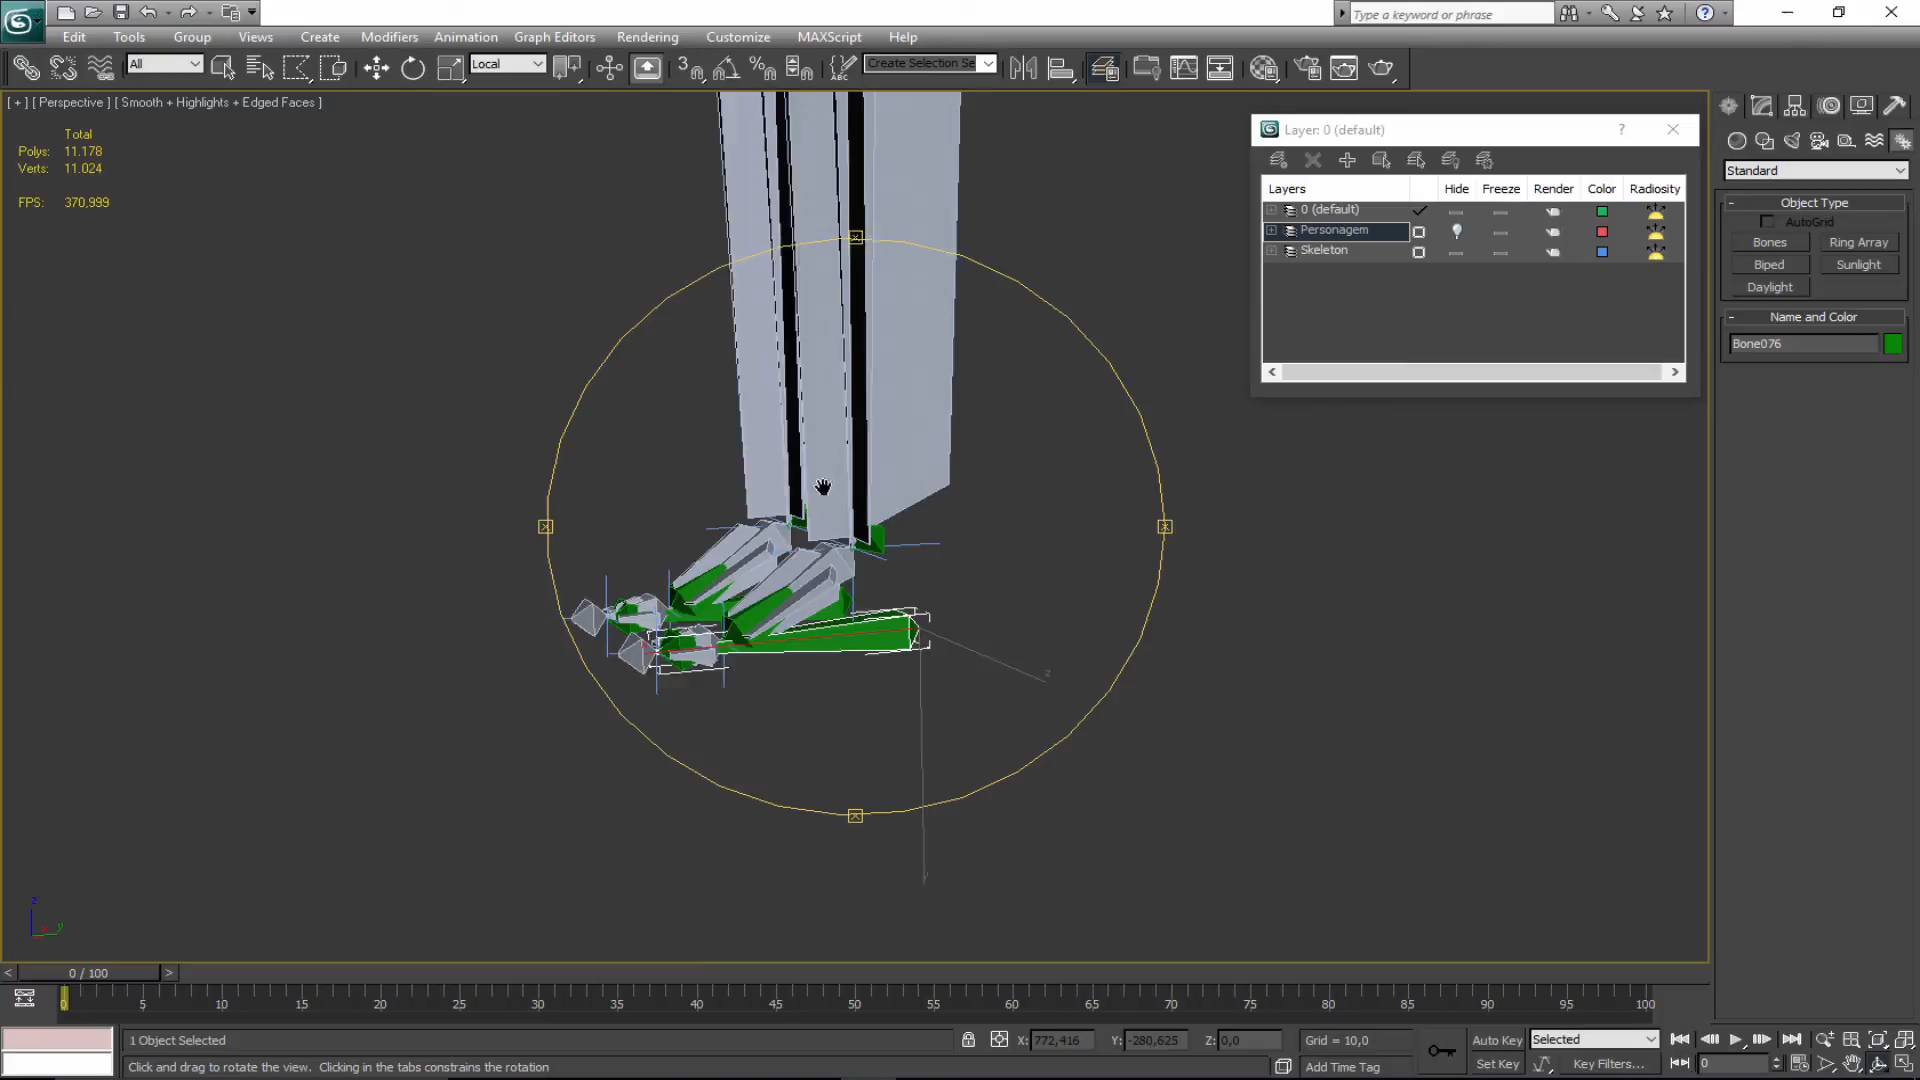 Type a keyword or phrase
Edit Tools Group Views Create Modifiers Animation Graph Editors Rendering Customize MAXScript Help
All Local Create Selection Se
[ + ] [ Perspective ] [ Smooth + Highlights + Edged Faces ]
Total
Polys: 11.178
Verts: 11.024
FPS: 370,999
Layer: 0 (default)
Layers Hide Freeze Render Color Radiosity
0 (default)
Personagem
Skeleton
Standard
Object Type
AutoGrid
Bones Ring Array
Biped Sunlight
Daylight
Name and Color
Bone076
z
z
y
0 / 100
0 5 10 15 20 25 30 35 40 45 50 55 60 65 70 75 80 85 90 95 100
1 Object Selected X: 772,416 Y: -280,625 Z: 0,0 Grid = 10,0 Auto Key Selected
Click and drag to rotate the view. Clicking in the tabs constrains the rotation Add Time Tag Set Key Key Filters... 0